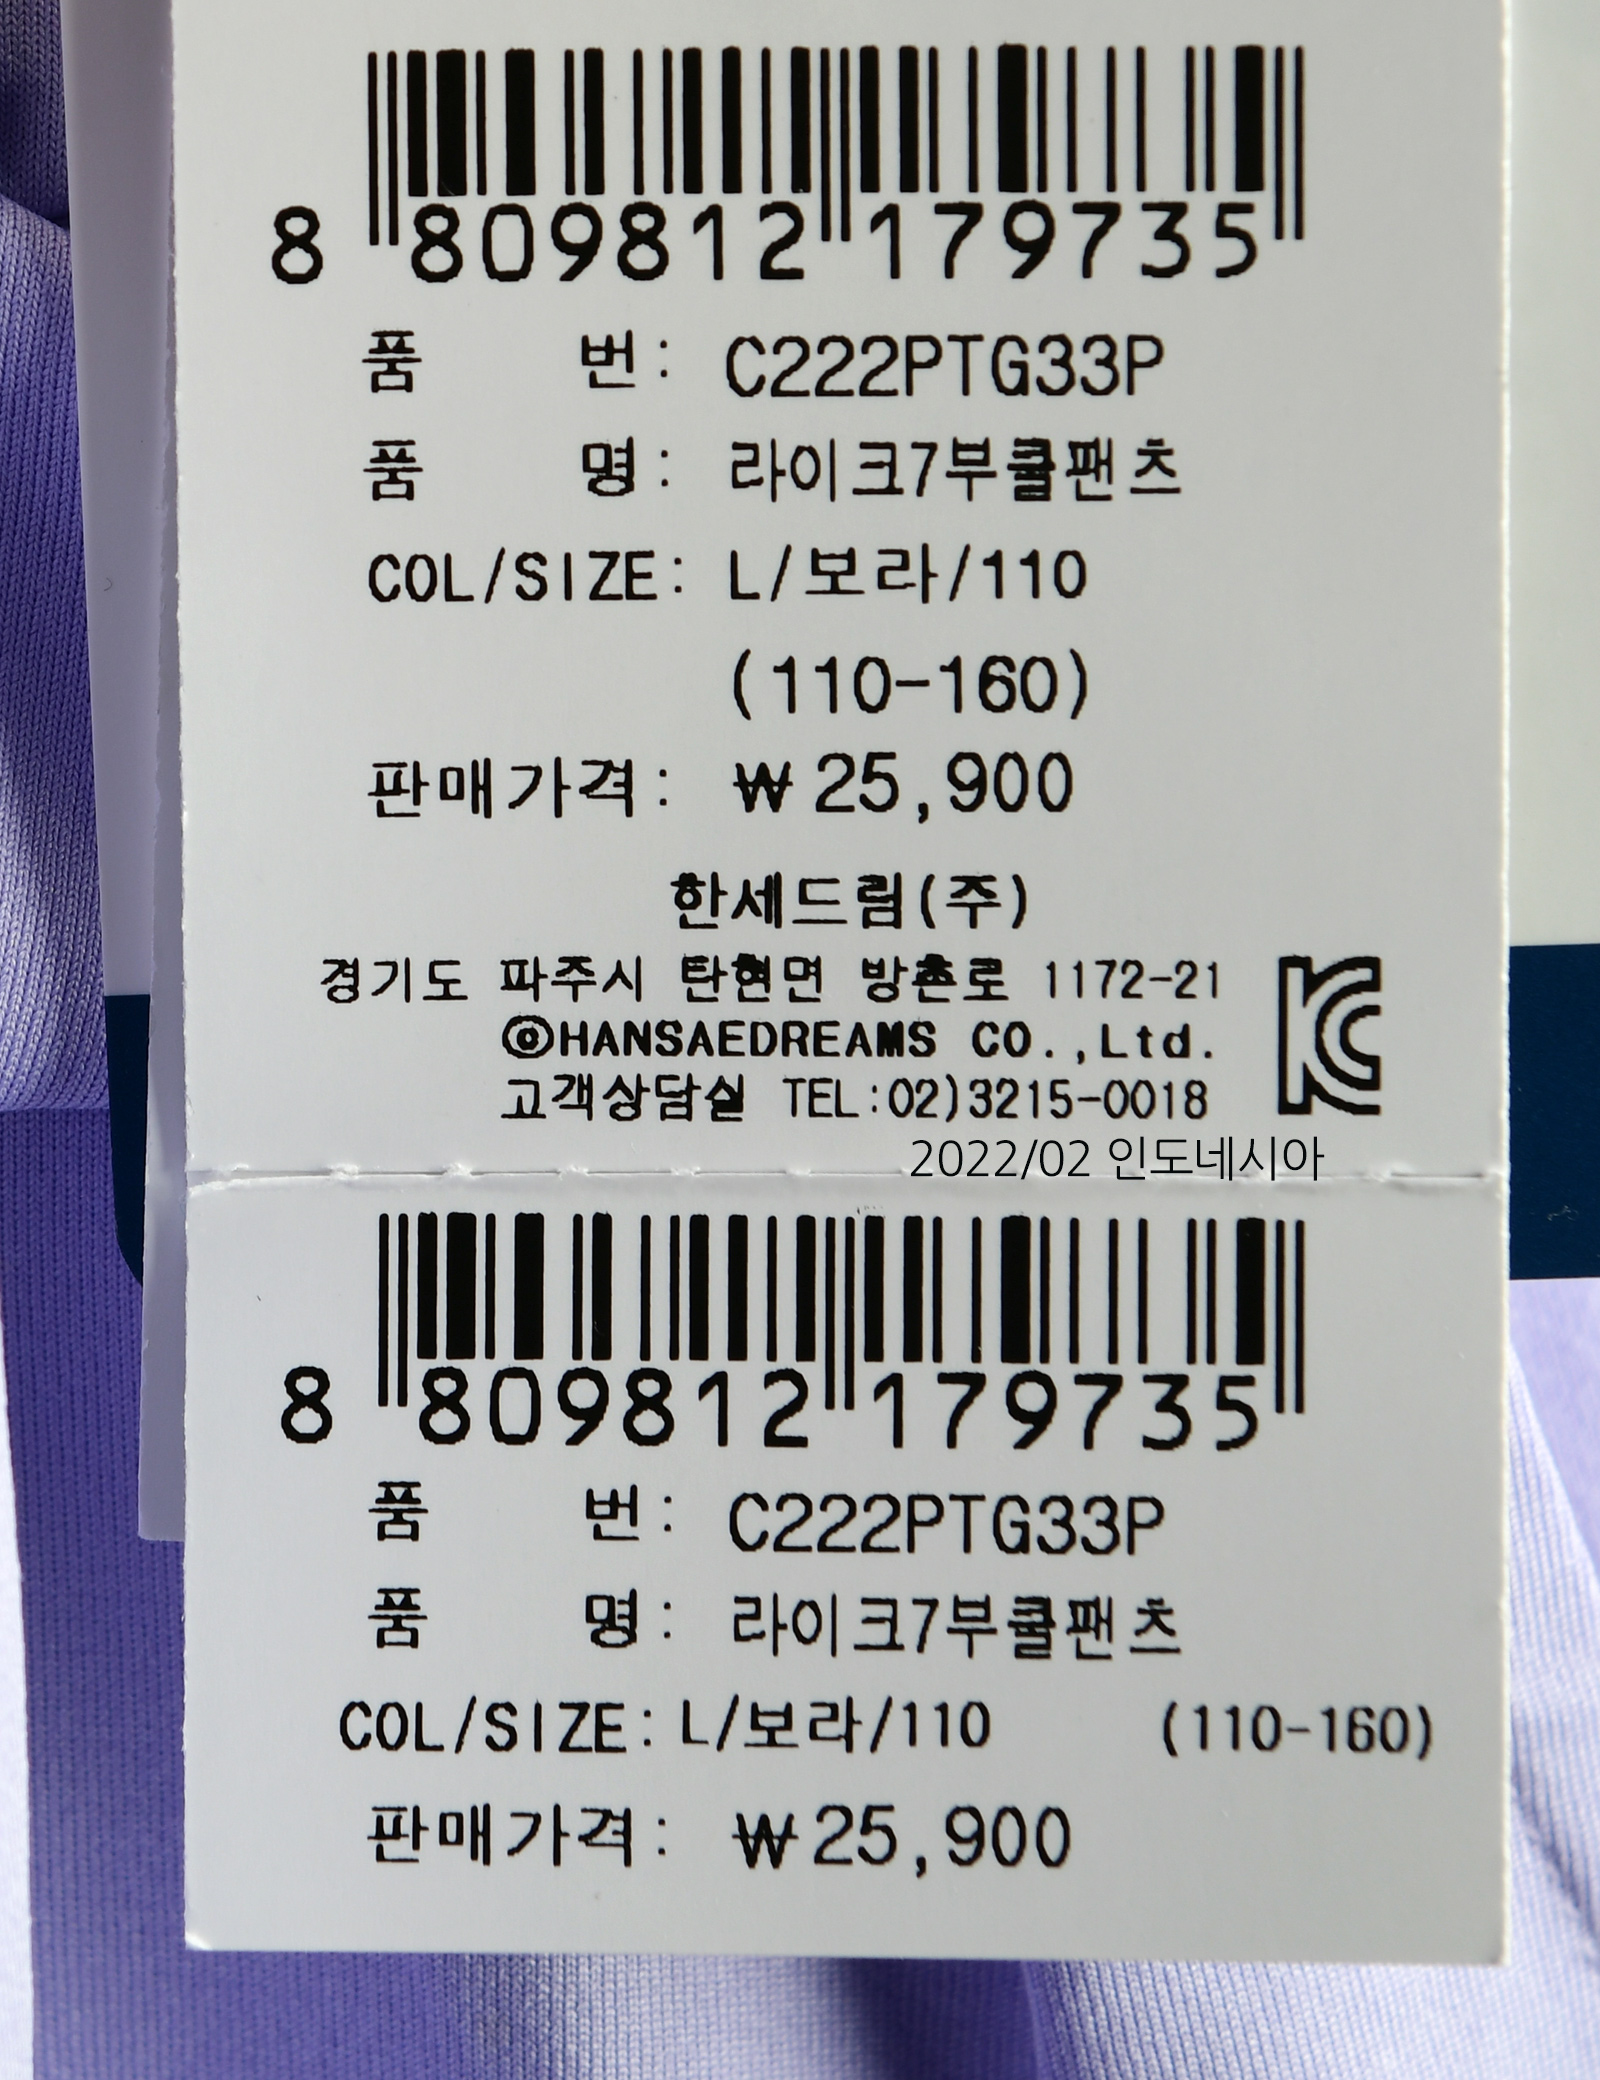 8 809812 179735
품 번: C222PTG33P
품 명: 라이크7부쿨팬츠
COL/SIZE: L/보라/110
(110-160)
판매가격: ₩25,900
한세드림(주)
경기도 파주시 탄현면 방촌로 1172-21
ⓒHANSAEDREAMS CO.,Ltd.
고객상담실 TEL:02)3215-0018
KC
2022/02 인도네시아
8 809812 179735
품 번: C222PTG33P
품 명: 라이크7부쿨팬츠
COL/SIZE: L/보라/110 (110-160)
판매가격: ₩25,900